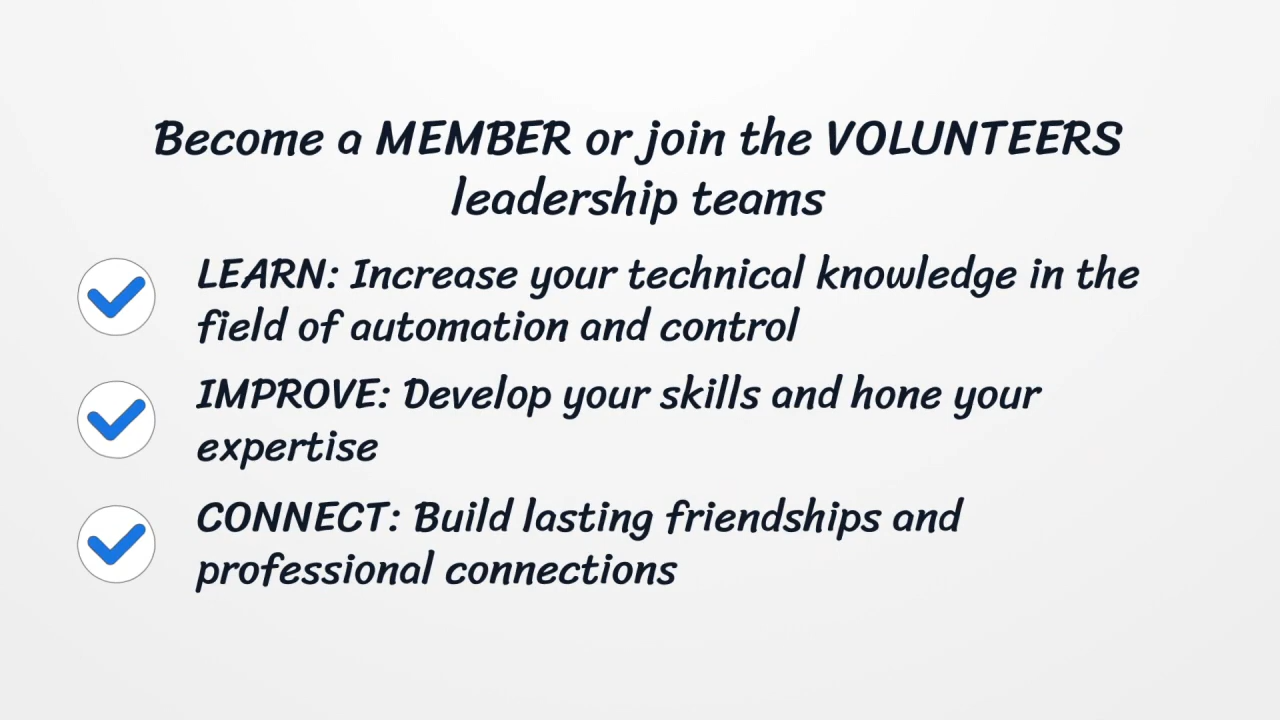 Become a MEMBER or join the VOLUNTEERS
leadership teams
LEARN: Increase your technical knowledge in the
field of automation and control
IMPROVE: Develop your skills and hone your
expertise
CONNECT: Build lasting friendships and
professional connections